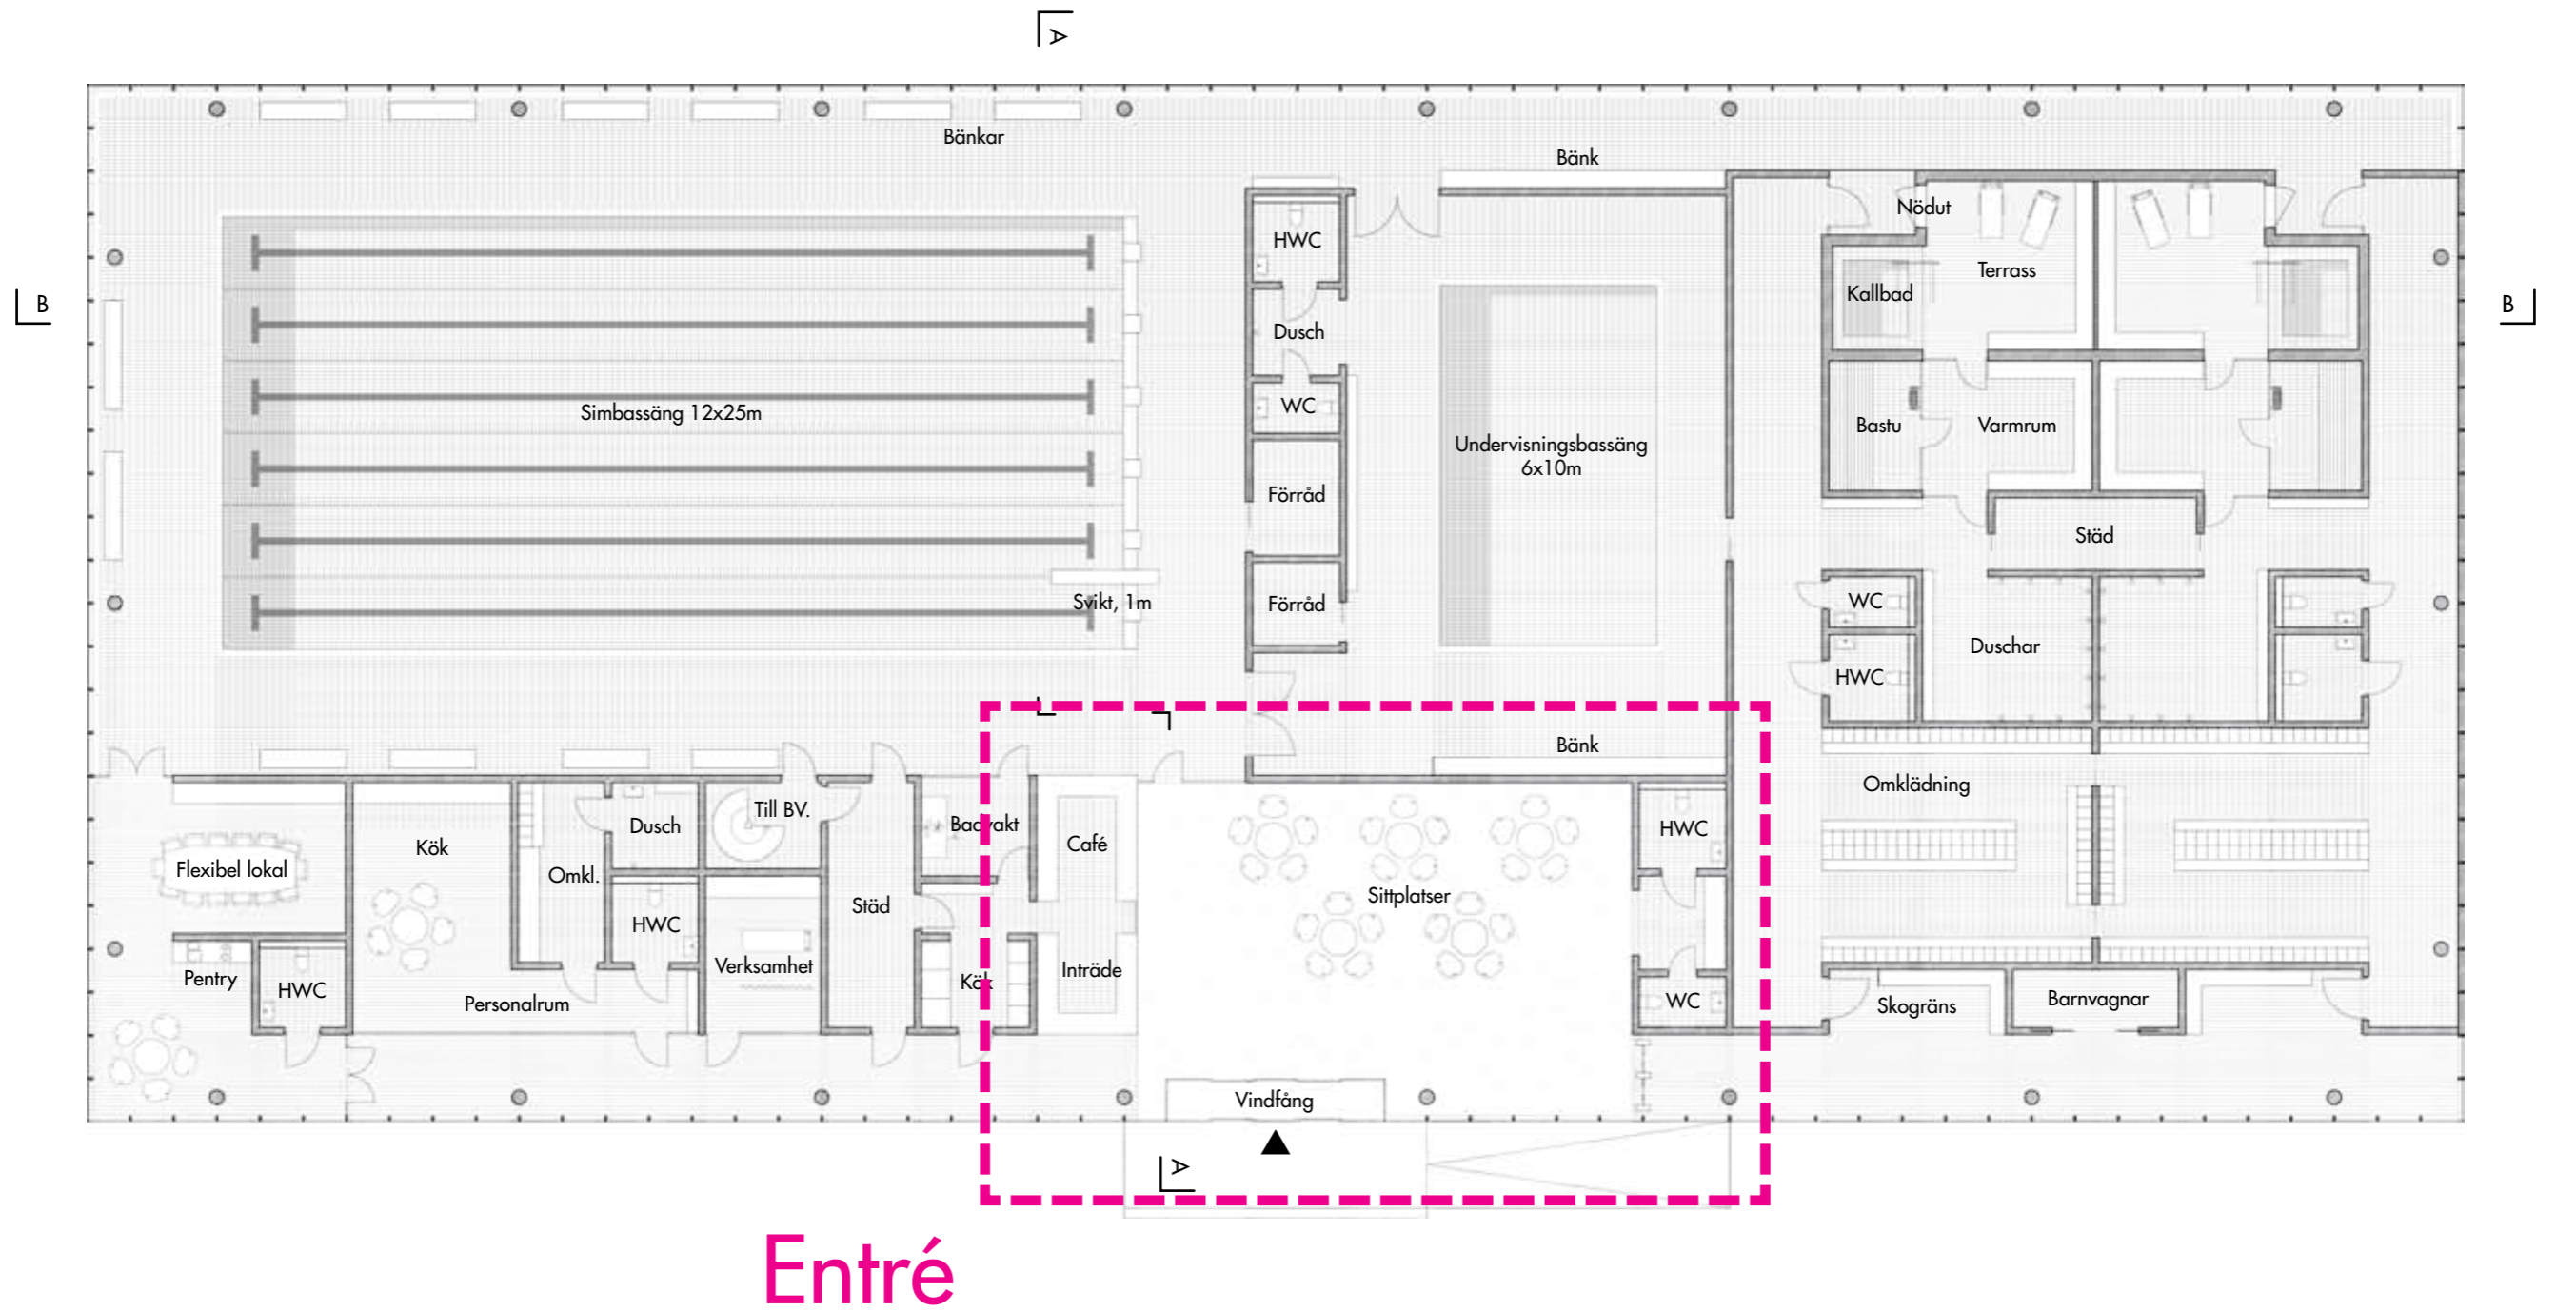 A
Bänkar
Bänk
Nödut
HWC
Terrass
Kallbad
B
B
Dusch
WC
Simbassäng 12x25m
Bastu
Varmrum
Undervisningsbassäng
6x10m
Förråd
Städ
Förråd
Svikt, 1m
WC
Duschar
HWC
Bänk
Omklädning
Till BV.
Dusch
Badvakt
HWC
Café
Kök
Flexibel lokal
Omkl.
Sittplatser
Städ
HWC
Verksamhet
Inträde
Pentry
Kök
HWC
Personalrum
WC
Skogräns
Barnvagnar
Vindfång
A
Entré